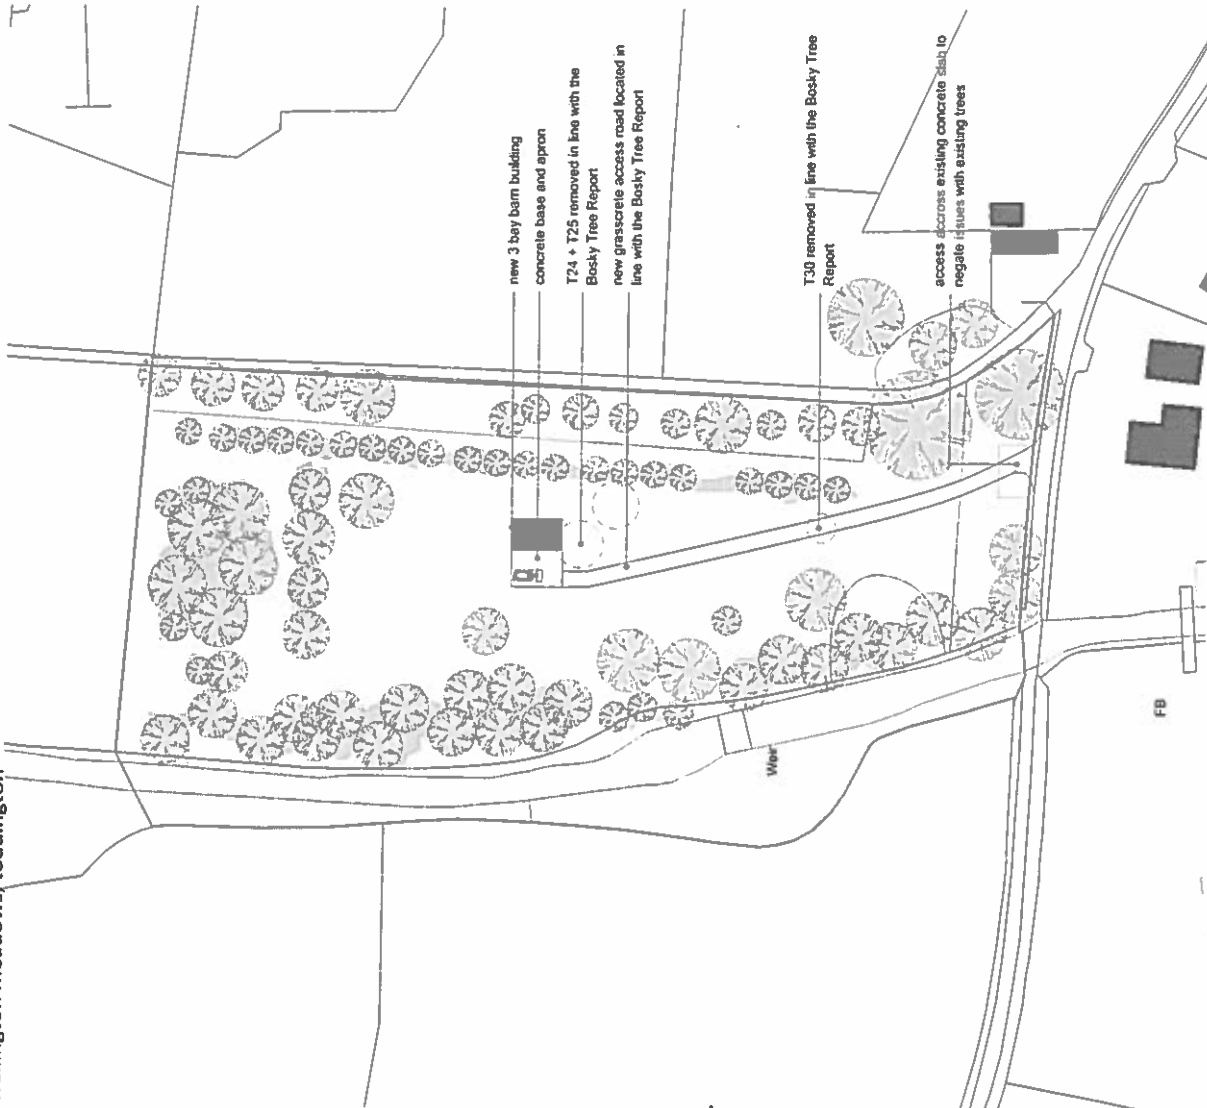 new 3 bay barn building
concrete base and apron
T24 + T25 removed in line with the
Bosky Tree Report
new grasscrete access road located in
line with the Bosky Tree Report
T30 removed in line with the Bosky Tree
Report
access accross existing concrete slab to
negate issues with existing trees
Weir
FB